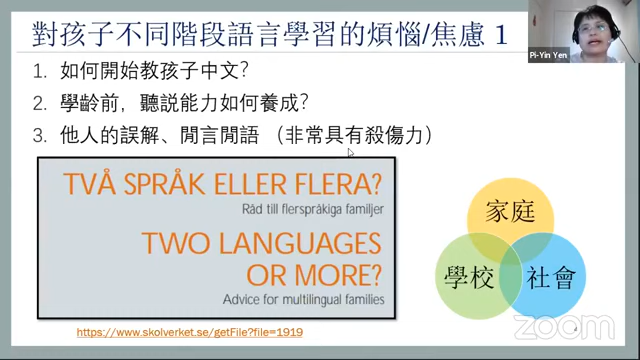 對孩子不同階段語言學習的煩惱/焦慮 1
Pi-Yin Yen
1. 如何開始教孩子中文?
2. 學齡前，聽説能力如何養成?
3. 他人的誤解、閒言閒語 （非常具有殺傷力）
TVÅ SPRÅK ELLER FLERA?
Råd till flerspråkiga familjer
TWO LANGUAGES
OR MORE?
Advice for multilingual families
家庭
學校
社會
https://www.skolverket.se/getFile?file=1919
zoom